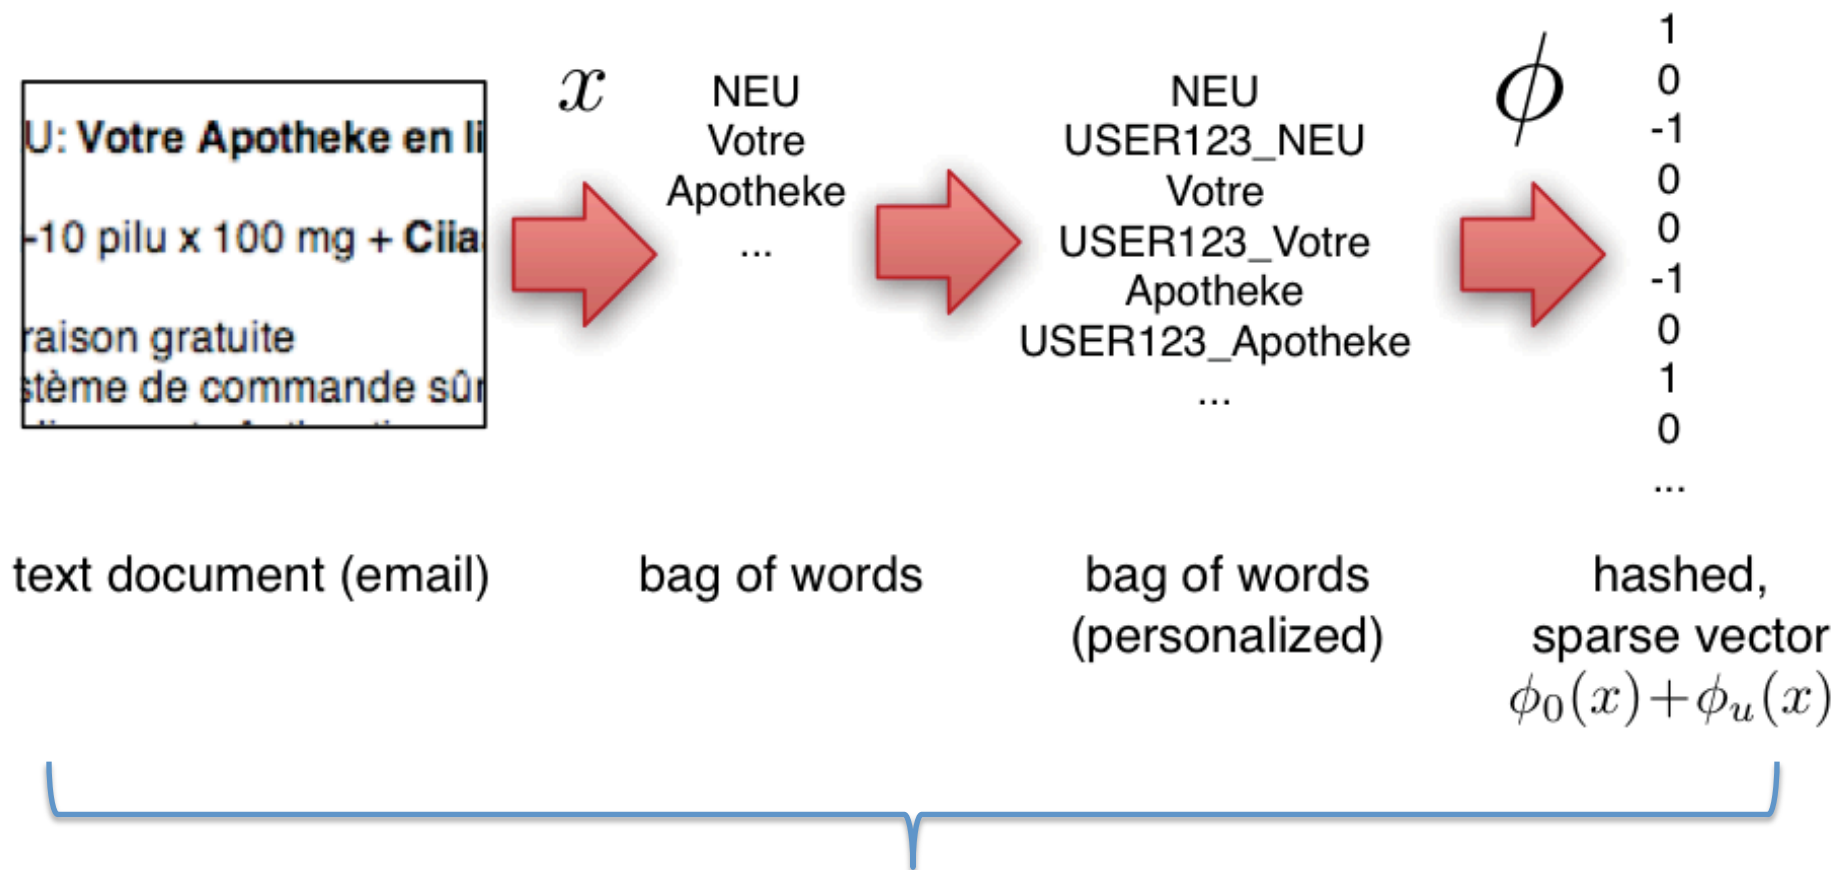 U: Votre Apotheke en li
-10 pilu x 100 mg + Ciia
raison gratuite
stème de commande sûr
x
NEU
Votre
Apotheke
...
NEU
USER123_NEU
Votre
USER123_Votre
Apotheke
USER123_Apotheke
...
ϕ
1
0
-1
0
0
-1
0
1
0
...
text document (email)
bag of words
bag of words
(personalized)
hashed,
sparse vector
ϕ₀(x)+ϕᵤ(x)